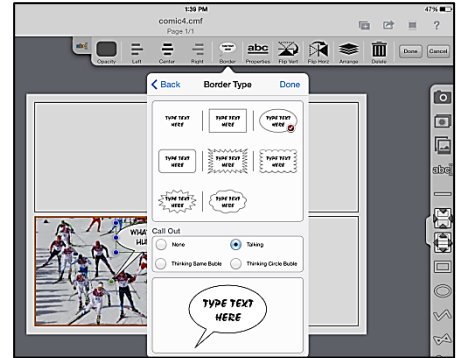 1:39 PM
47%
comic4.cmf
Page 1/1
?
abc
Opacity
Left
Center
Right
Border
Properties
Flip Vert
Flip Horz
Arrange
Delete
Done
Cancel
Back
Border Type
Done
TYPE TEXT
HERE
TYPE TEXT
HERE
TYPE TEXT
HERE
TYPE TEXT
HERE
TYPE TEXT
HERE
TYPE TEXT
HERE
TYPE TEXT
HERE
TYPE TEXT
HERE
abc
WHA
HU
Call Out
None
Talking
Thinking Same Buble
Thinking Circle Buble
TYPE TEXT
HERE